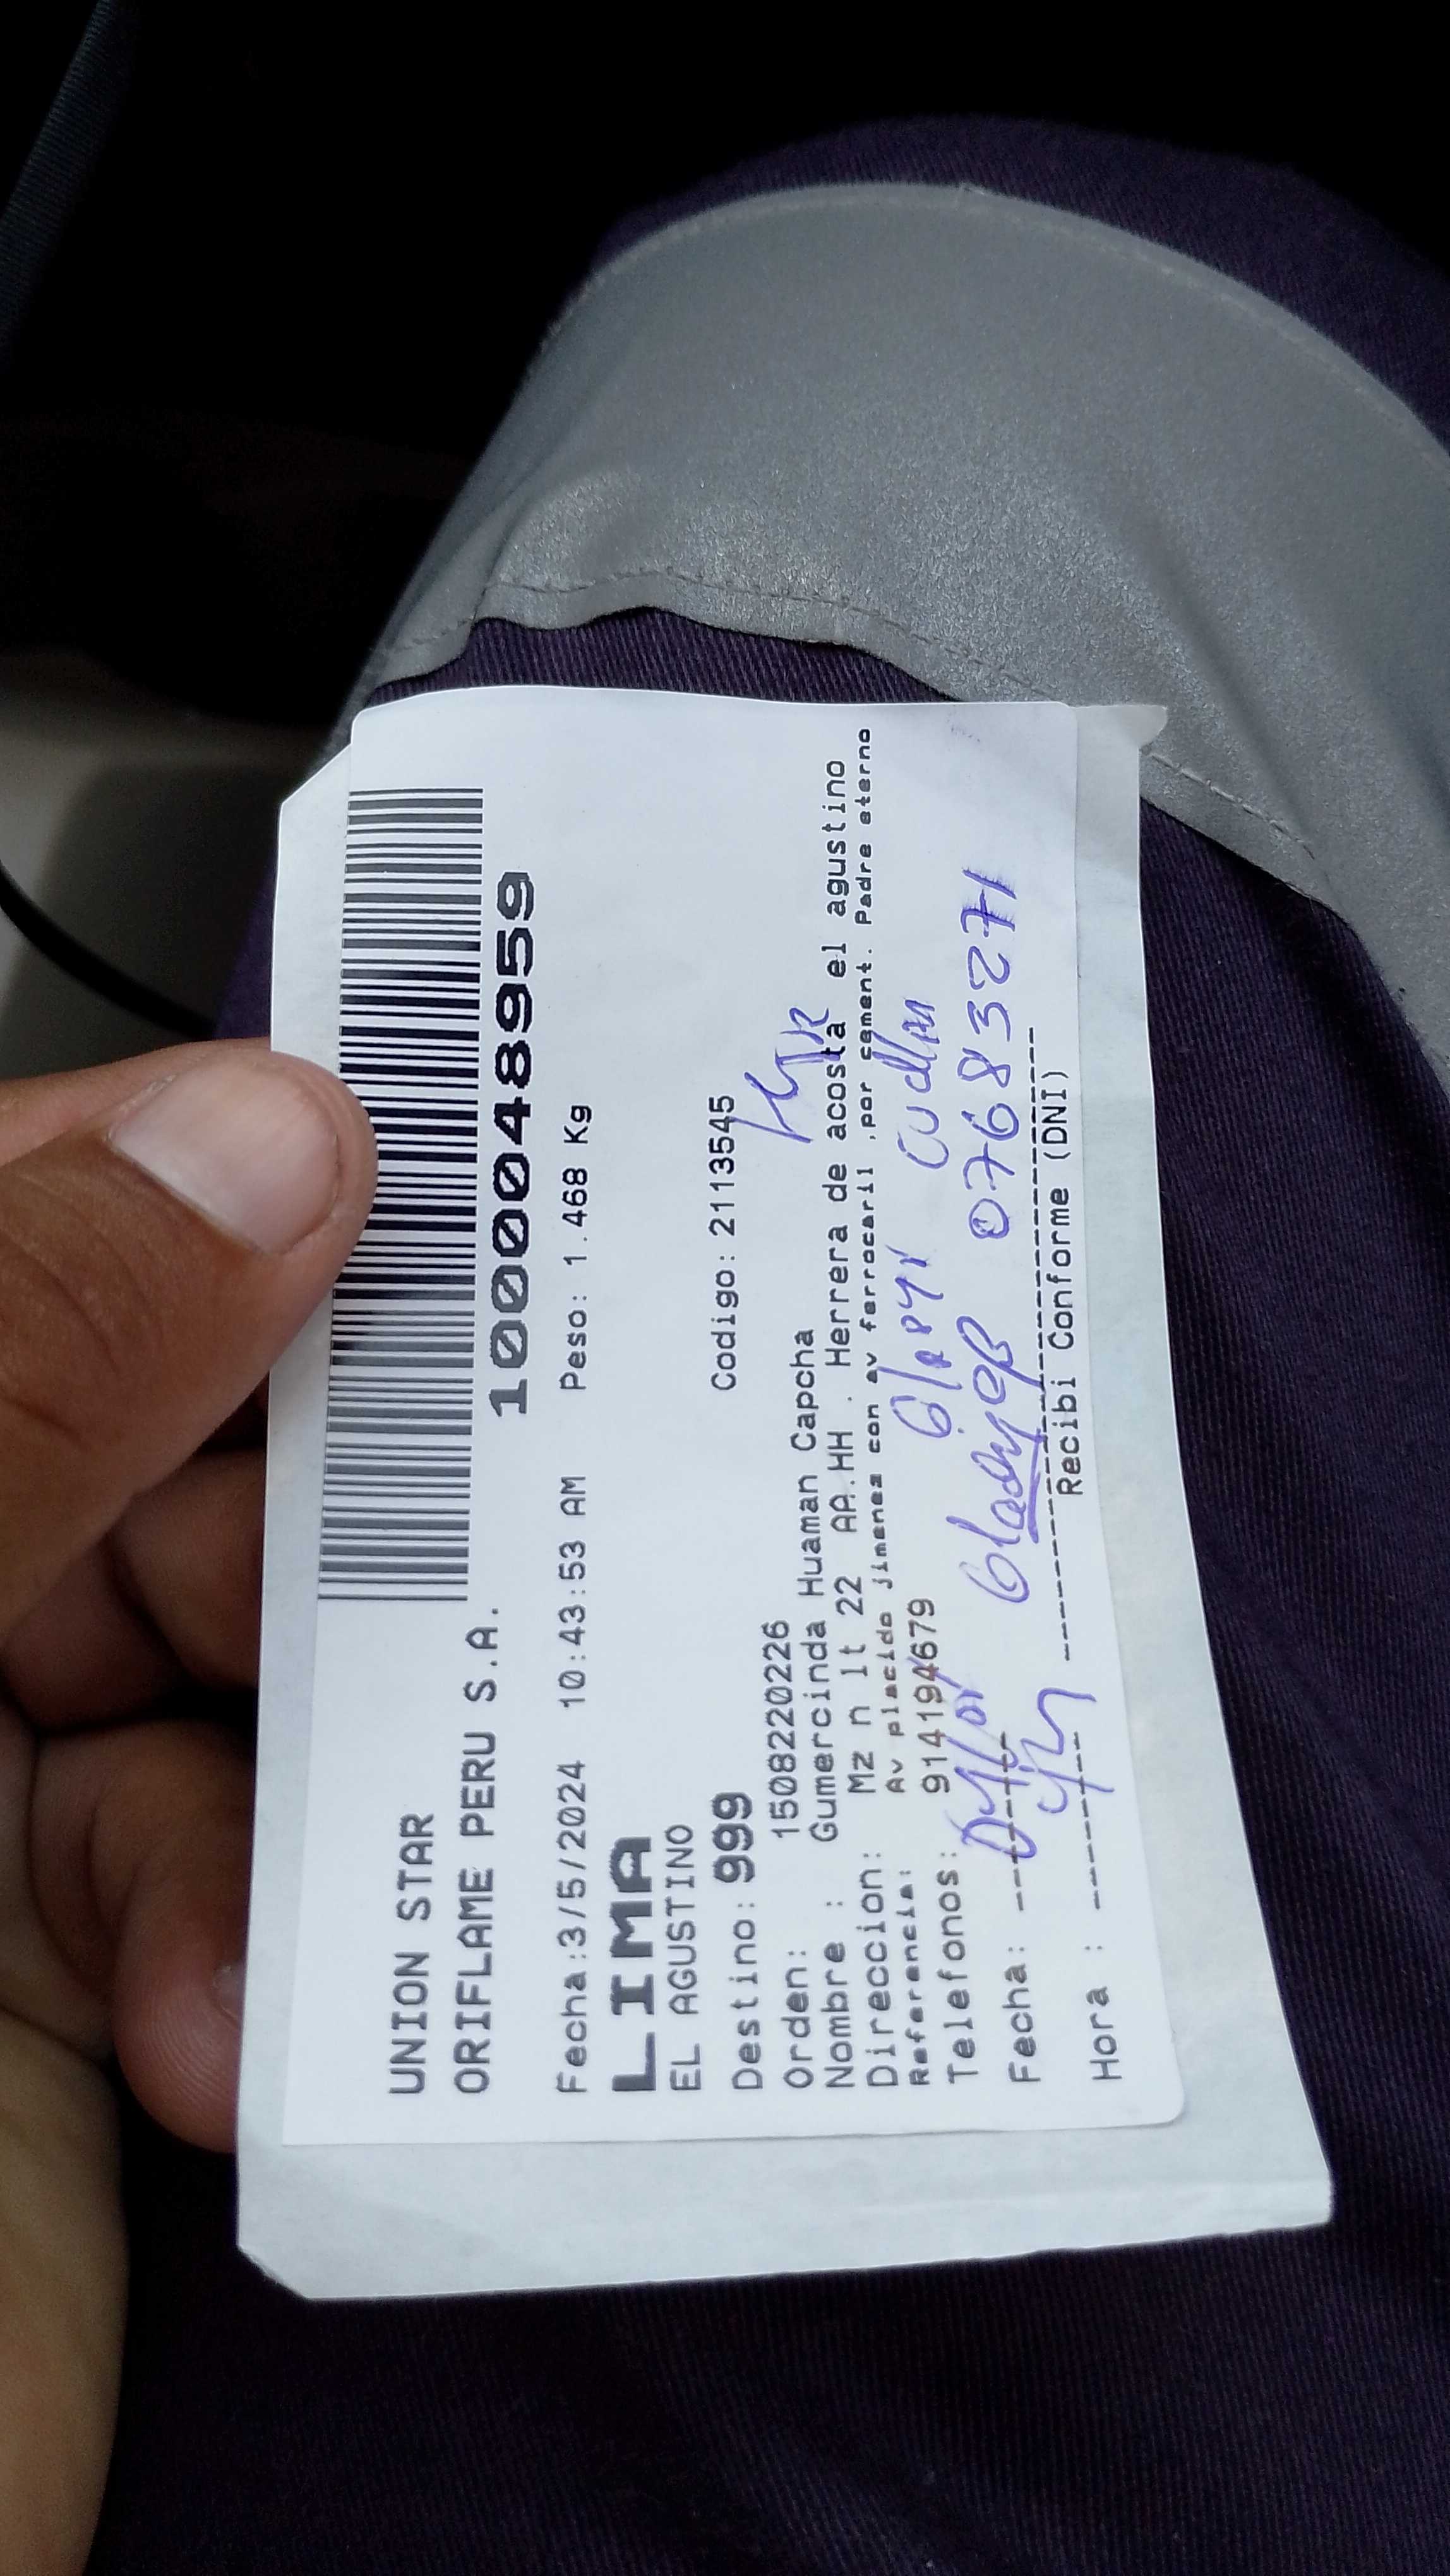 UNION STAR
ORIFLAME PERU S.A.
100048959
Fecha:3/5/2024 10:43:53 AM Peso: 1.468 Kg
LIMA
EL AGUSTINO
Destino: 999 Codigo: 2113545
Orden: 1508220226
Nombre : Gumercinda Huaman Capcha
Direccion: Mz n lt 22 AA.HH . Herrera de acosta el agustino
Referencia: Av placido jimenez con av ferrocaril ,por cement. Padre eterno
Telefonos: 914194679
07683271
Fecha:
Recibi Conforme (DNI)
Hora :